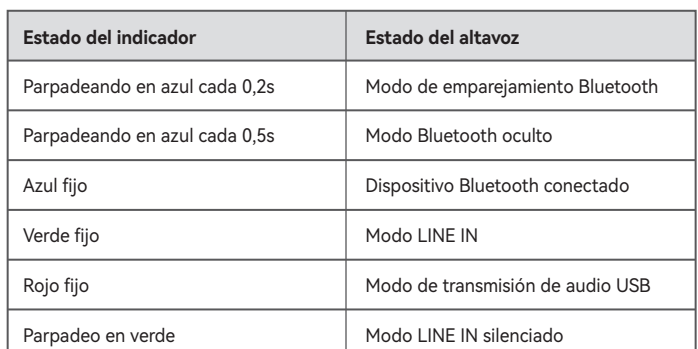 Estado del indicador Estado del altavoz
Parpadeando en azul cada 0,2s Modo de emparejamiento Bluetooth
Parpadeando en azul cada 0,5s Modo Bluetooth oculto
Azul fijo Dispositivo Bluetooth conectado
Verde fijo Modo LINE IN
Rojo fijo Modo de transmisión de audio USB
Parpadeo en verde Modo LINE IN silenciado